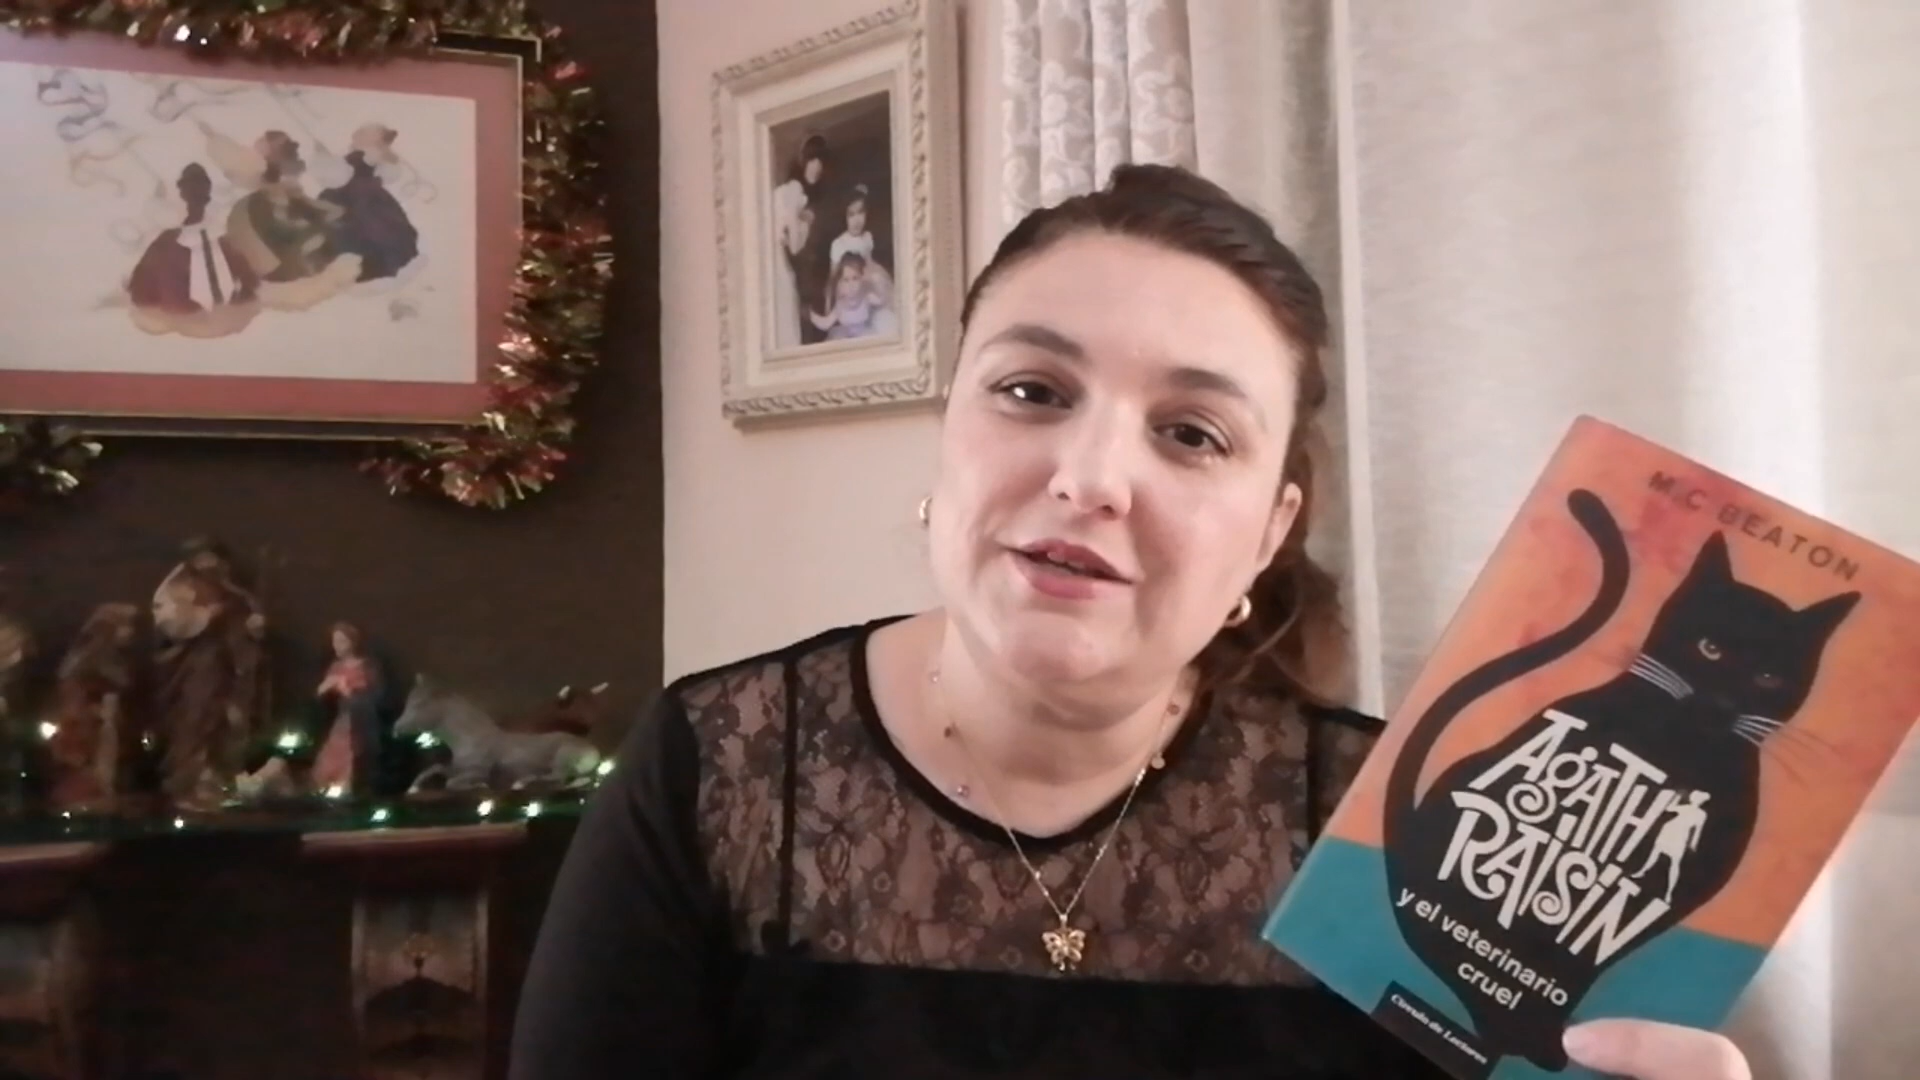 M.C. BEATON
AGATHA
RAISIN
y el veterinario
cruel
Círculo de Lectores